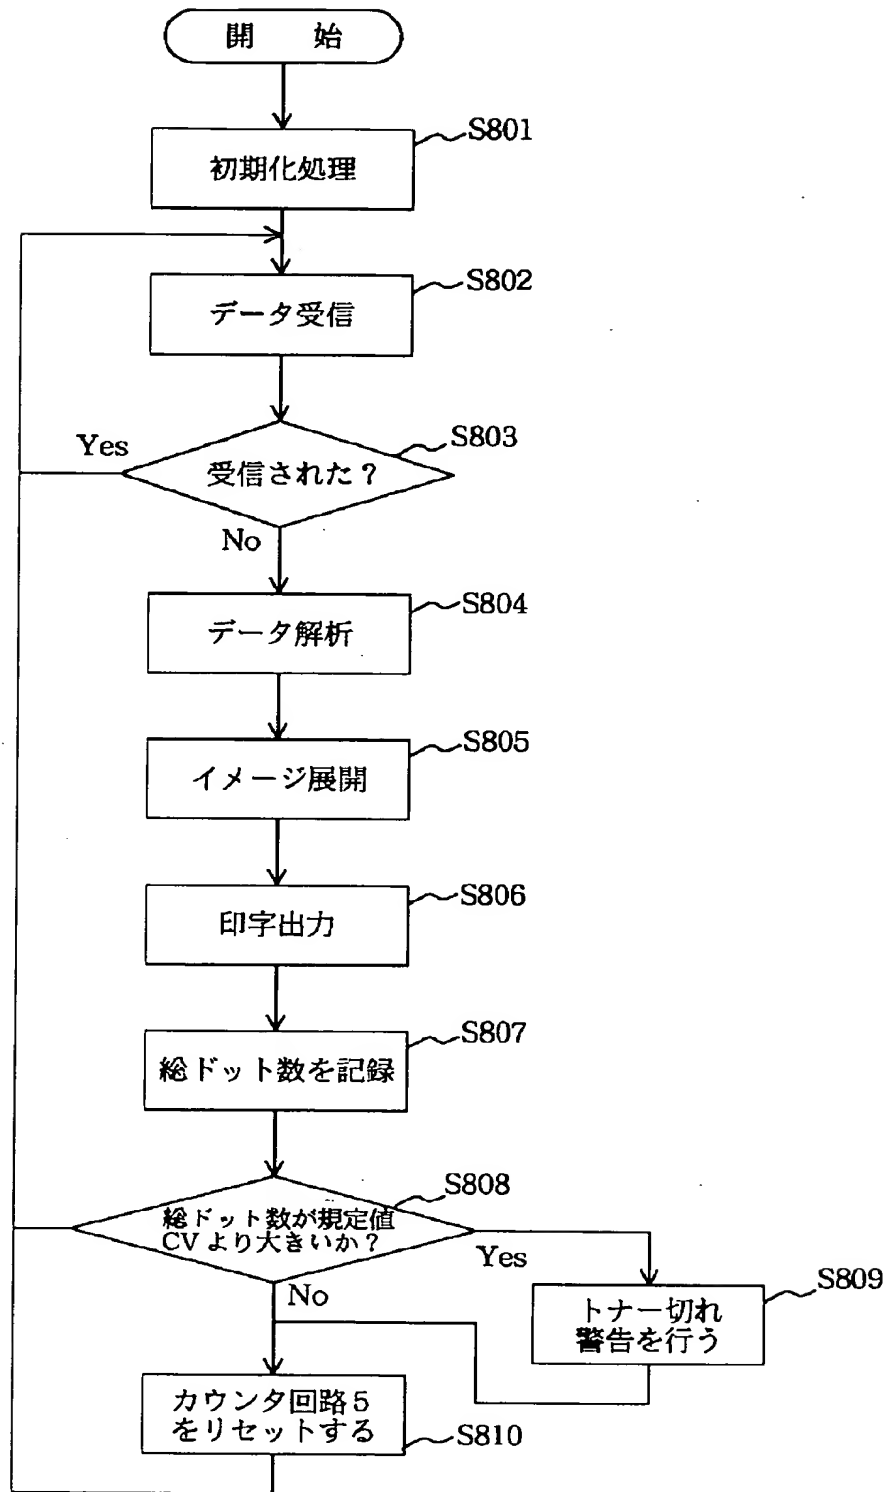 開 始
S801
初期化処理
S802
データ受信
S803
Yes
受信された?
No
S804
データ解析
S805
イメージ展開
S806
印字出力
S807
総ドット数を記録
S808
総ドット数が規定値
CVより大きいか?
Yes
No
S809
トナー切れ
警告を行う
カウンタ回路5
をリセットする
S810